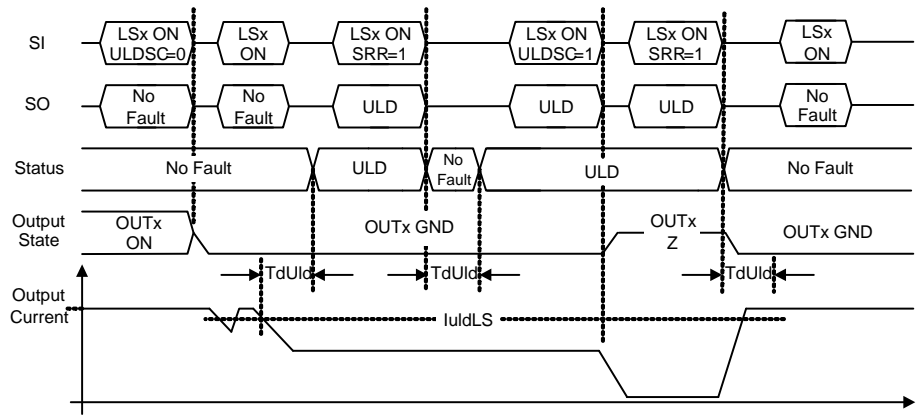 SI
LSx ON
ULDSC=0
LSx
ON
LSx ON
SRR=1
LSx ON
ULDSC=1
LSx ON
SRR=1
LSx
ON
SO
No
Fault
No
Fault
ULD
ULD
ULD
No
Fault
Status
No Fault
ULD
No
Fault
ULD
No Fault
Output
State
OUTx
ON
OUTx GND
OUTx
Z
OUTx GND
TdUld
TdUld
TdUld
Output
Current
IuldLS